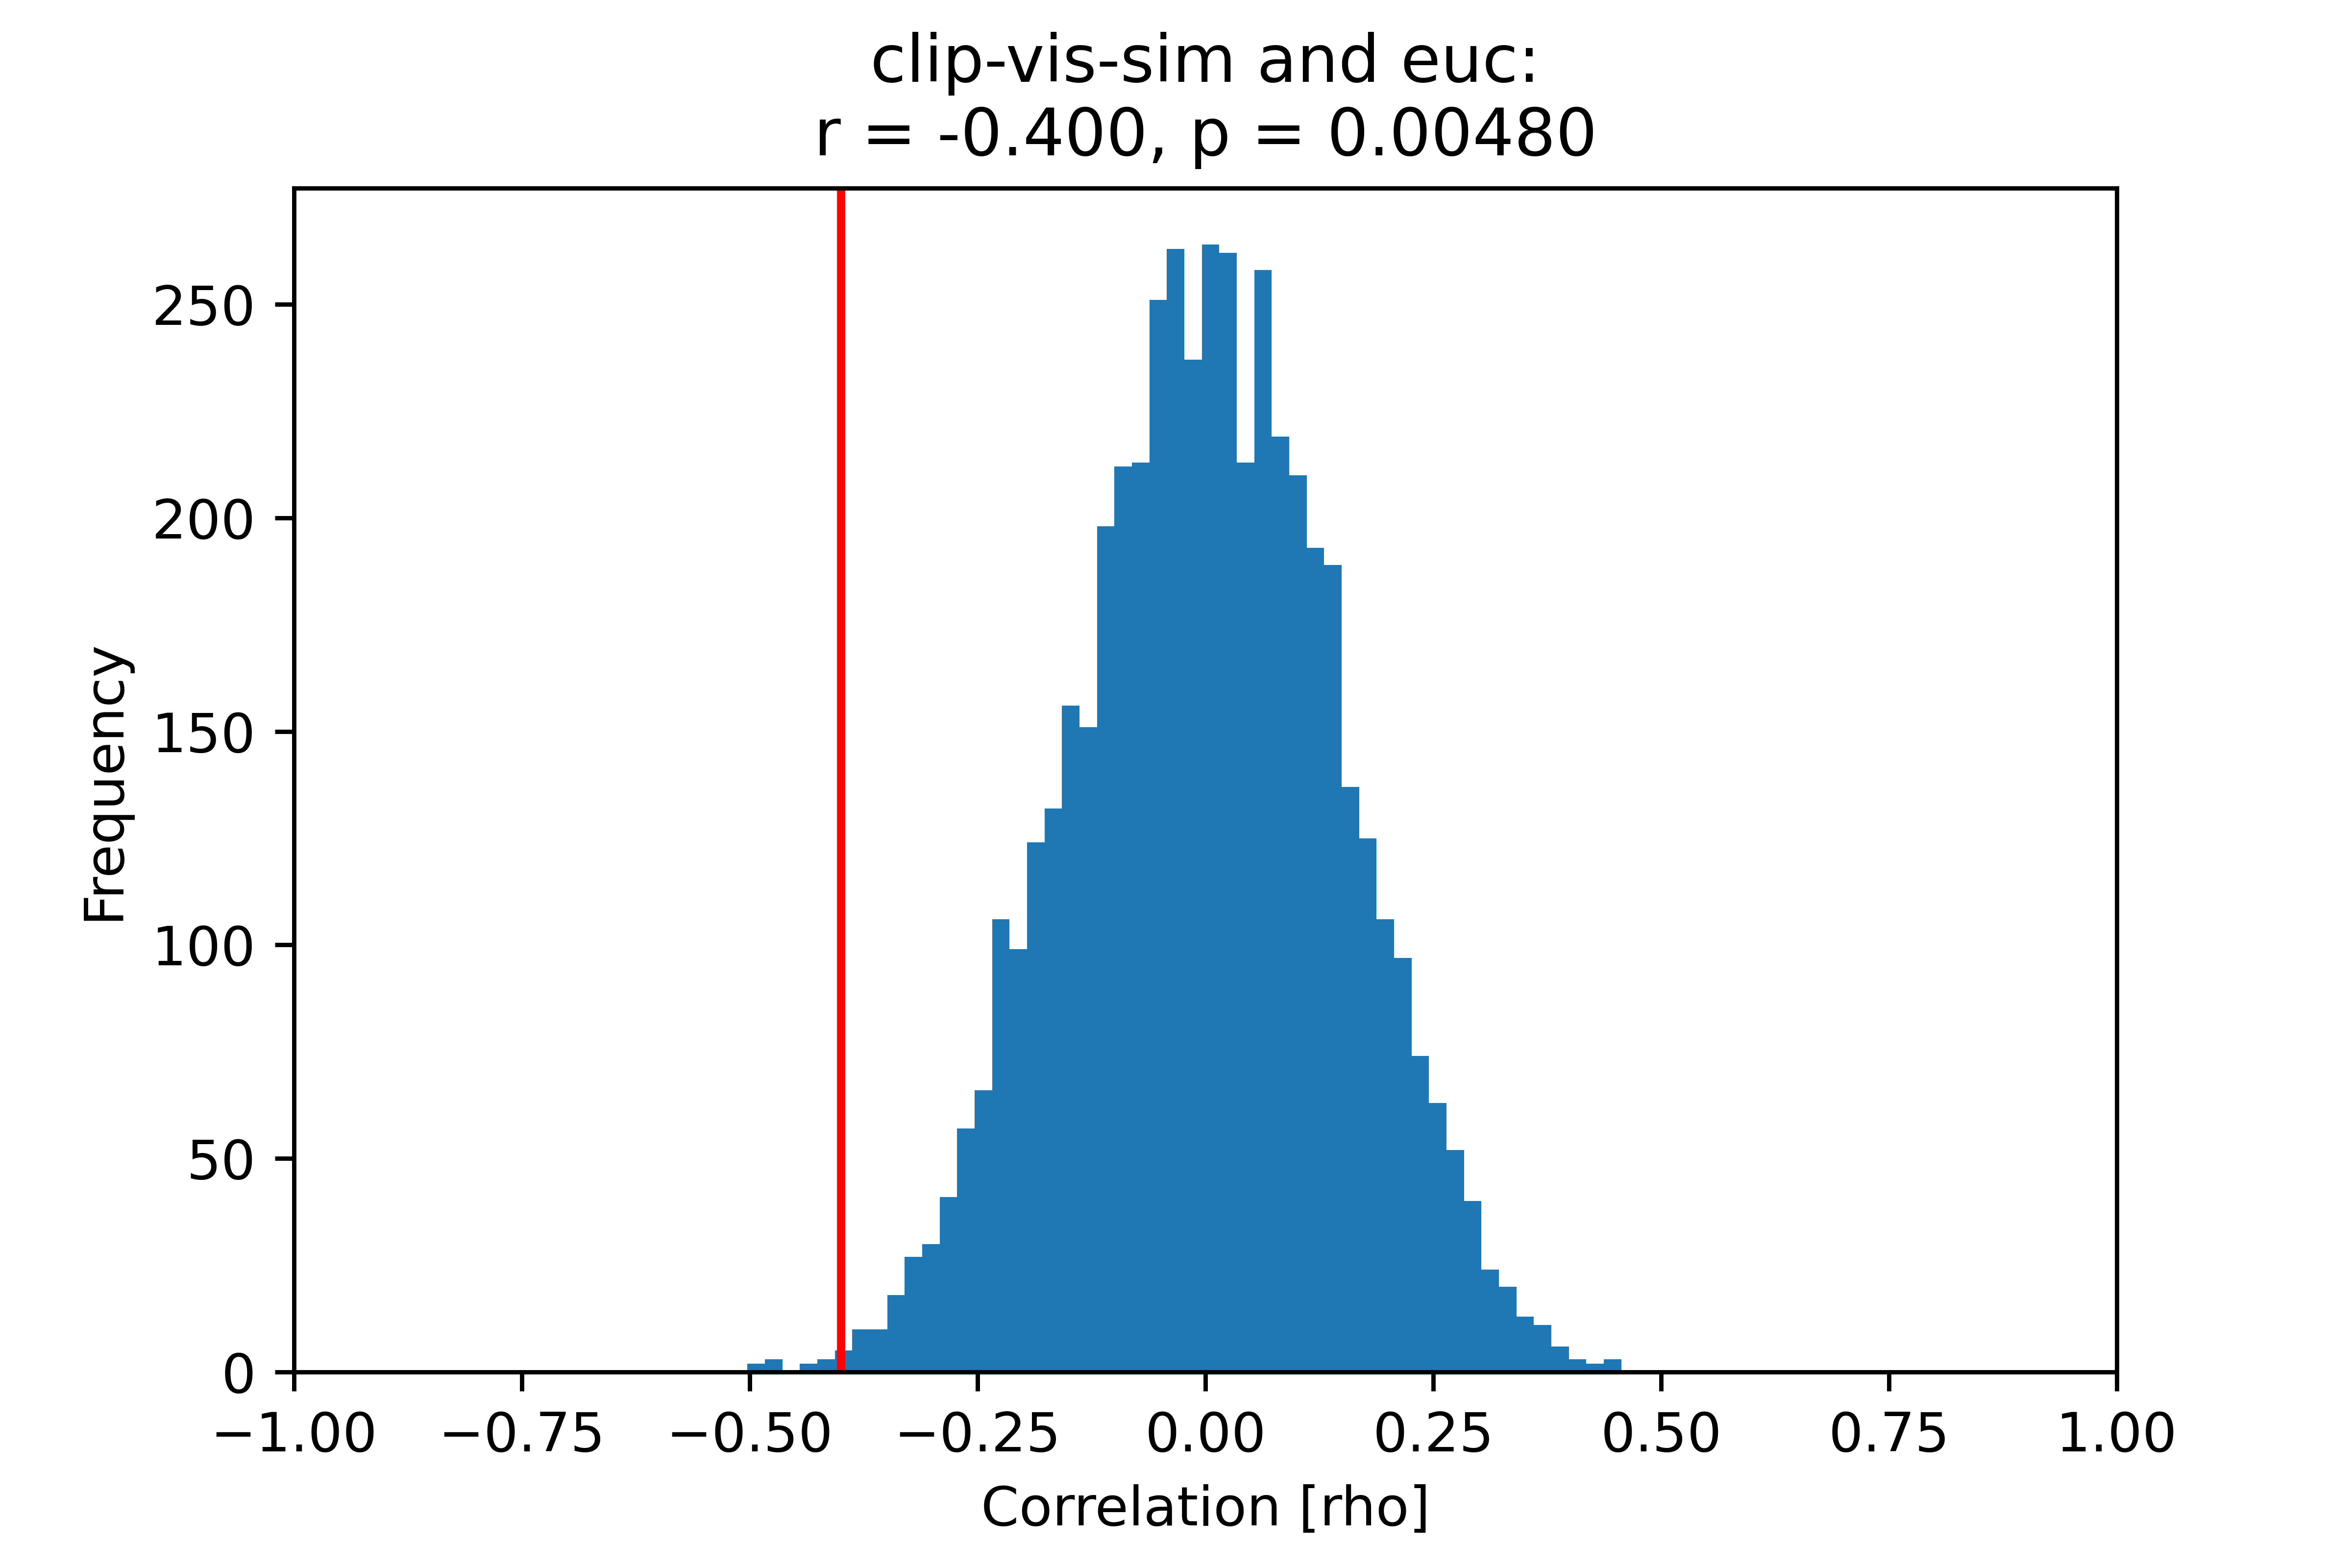 clip-vis-sim and euc:
r = -0.400, p = 0.00480
250
200
150
100
50
0
Frequency
−1.00 −0.75 −0.50 −0.25 0.00 0.25 0.50 0.75 1.00
Correlation [rho]